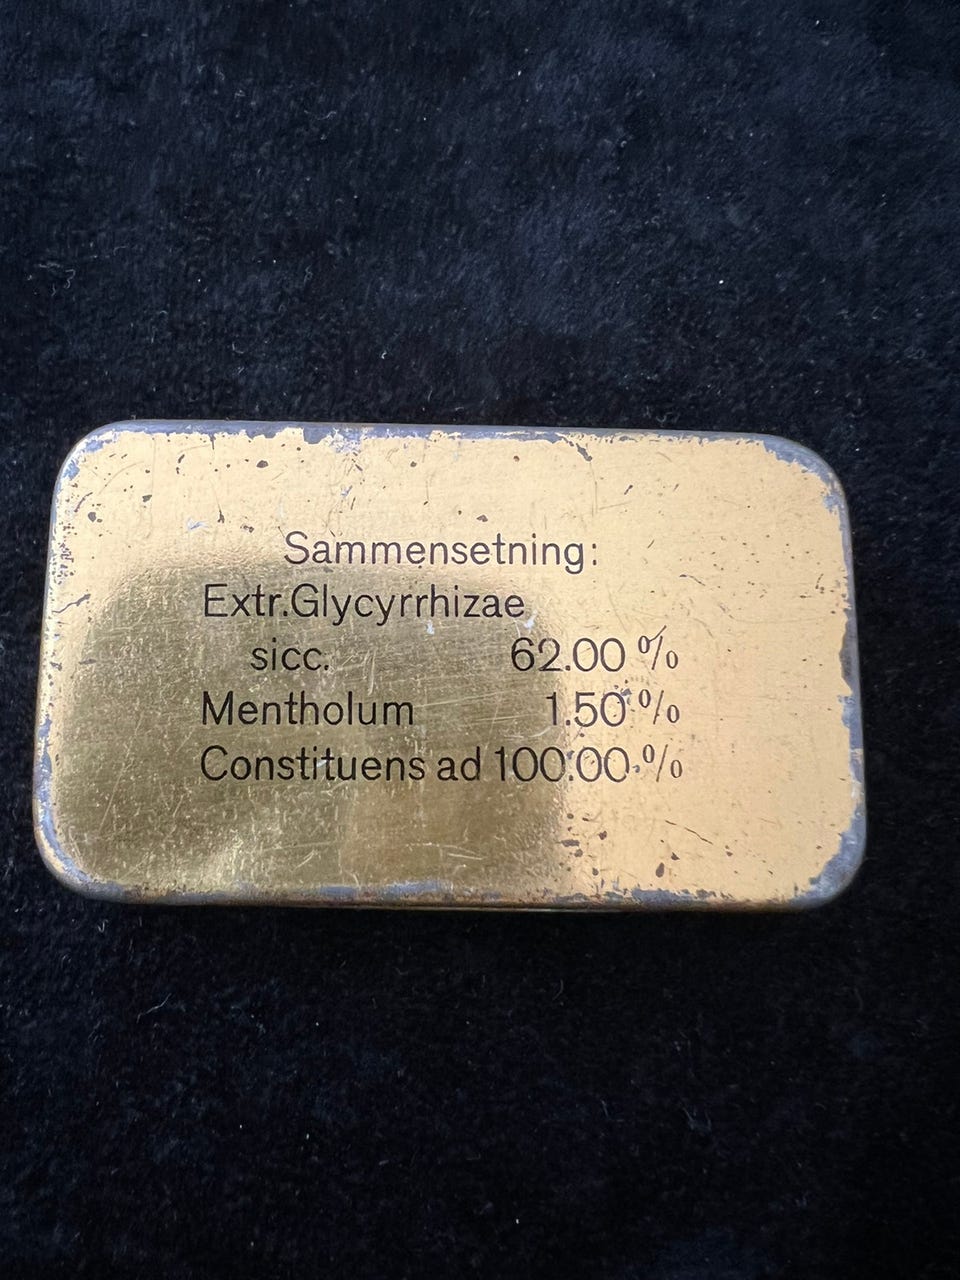 Sammensetning:
Extr.Glycyrrhizae
sicc. 62.00 %
Mentholum 1.50 %
Constituens ad 100.00 %